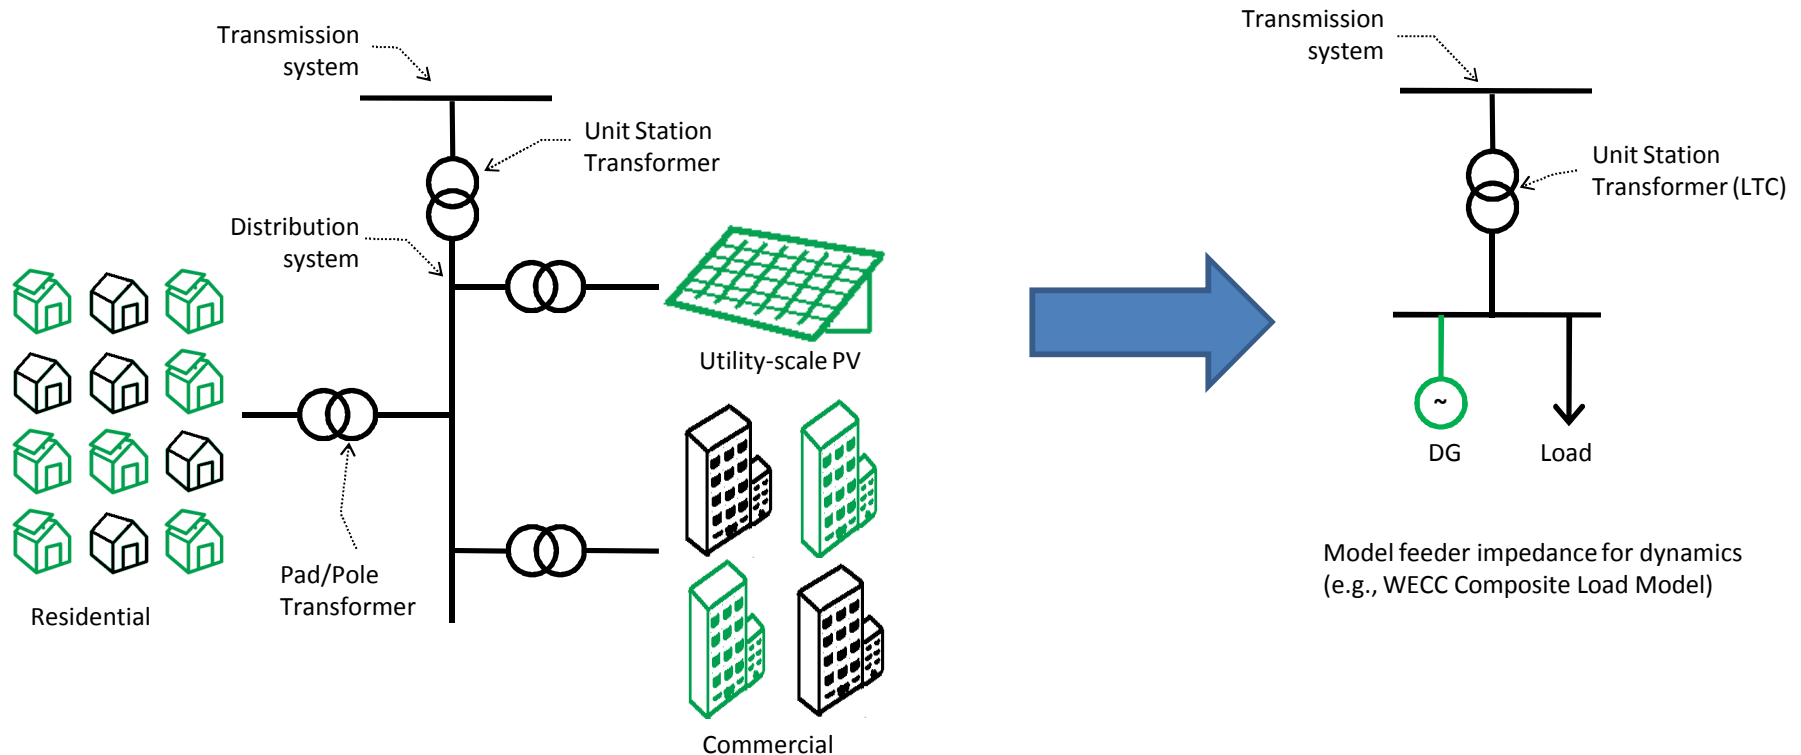 Transmission
system
Unit Station
Transformer
Distribution
system
Utility-scale PV
Pad/Pole
Transformer
Residential
Commercial
Transmission
system
Unit Station
Transformer (LTC)
~
DG
Load
Model feeder impedance for dynamics
(e.g., WECC Composite Load Model)